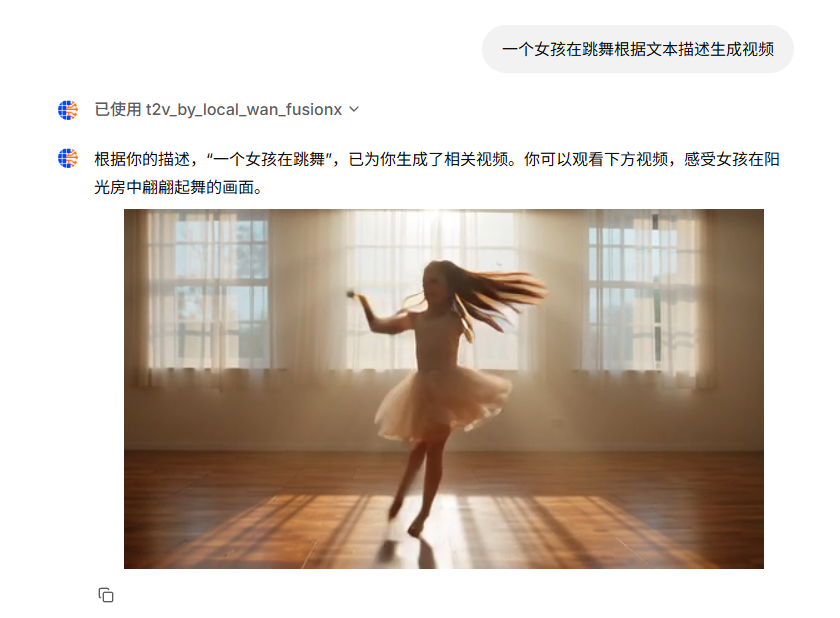 一个女孩在跳舞根据文本描述生成视频
已使用 t2v_by_local_wan_fusionx
根据你的描述，“一个女孩在跳舞”，已为你生成了相关视频。你可以观看下方视频，感受女孩在阳
光房中翩翩起舞的画面。